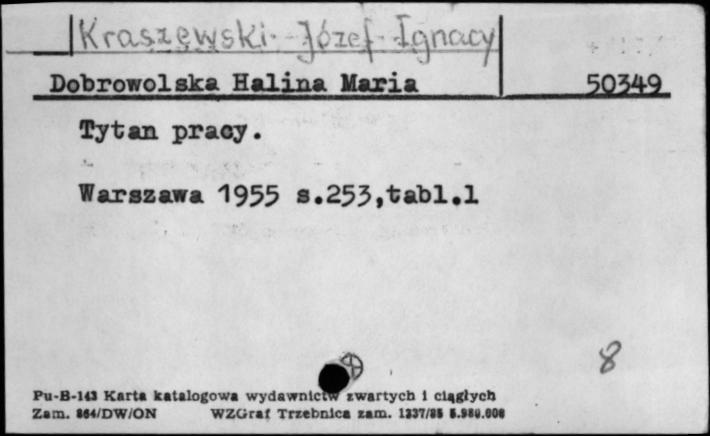 Kraszewski Józef Ignacy
Dobrowolska Halina Maria 50349
Tytan pracy.
Warszawa 1955 s.253,tabl.1
8
Pu-B-143 Karta katalogowa wydawnictw zwartych i ciągłych
Zam. 864/DW/ON WZGraf Trzebnica zam. 1337/85 5.980.000